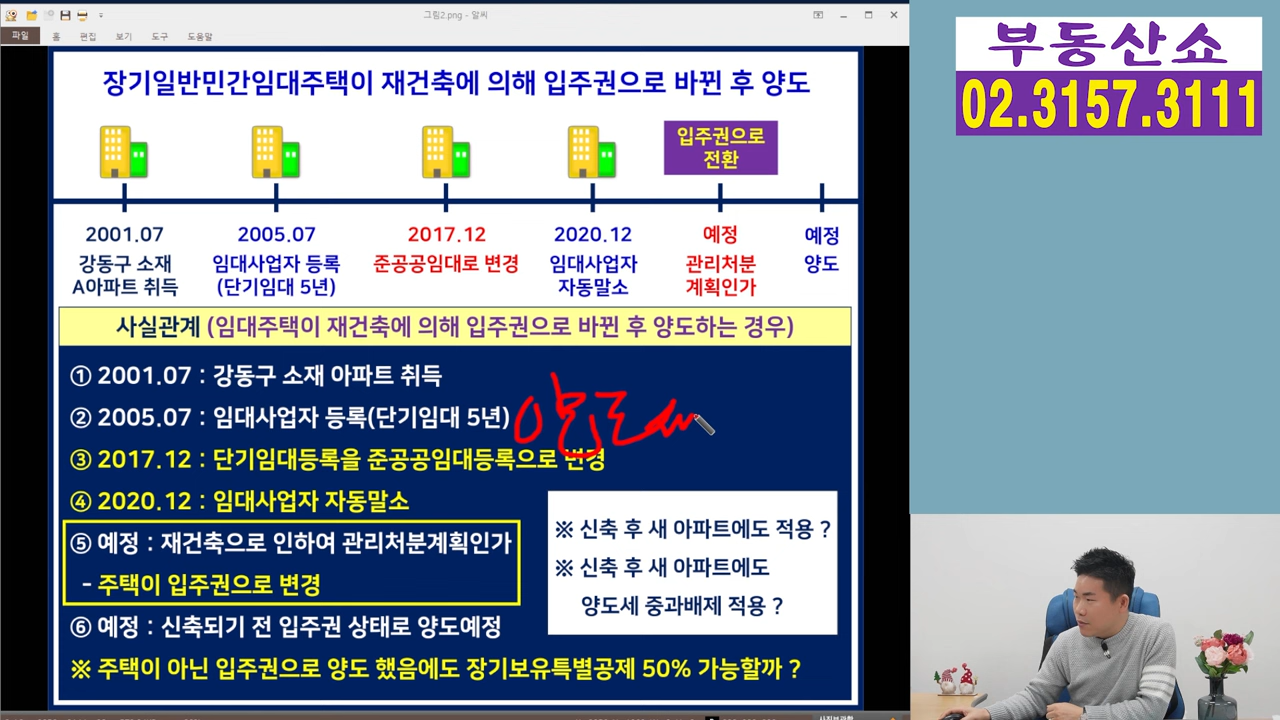 그림2.png - 알씨
파일 홈 편집 보기 도구 도움말
부동산쇼
02.3157.3111
장기일반민간임대주택이 재건축에 의해 입주권으로 바뀐 후 양도
입주권으로
전환
2001.07
강동구 소재
A아파트 취득
2005.07
임대사업자 등록
(단기임대 5년)
2017.12
준공공임대로 변경
2020.12
임대사업자
자동말소
예정
관리처분
계획인가
예정
양도
사실관계 (임대주택이 재건축에 의해 입주권으로 바뀐 후 양도하는 경우)
① 2001.07 : 강동구 소재 아파트 취득
② 2005.07 : 임대사업자 등록(단기임대 5년)
양도
③ 2017.12 : 단기임대등록을 준공공임대등록으로 변경
④ 2020.12 : 임대사업자 자동말소
⑤ 예정 : 재건축으로 인하여 관리처분계획인가
- 주택이 입주권으로 변경
⑥ 예정 : 신축되기 전 입주권 상태로 양도예정
※ 신축 후 새 아파트에도 적용 ?
※ 신축 후 새 아파트에도
양도세 중과배제 적용 ?
※ 주택이 아닌 입주권으로 양도 했음에도 장기보유특별공제 50% 가능할까 ?